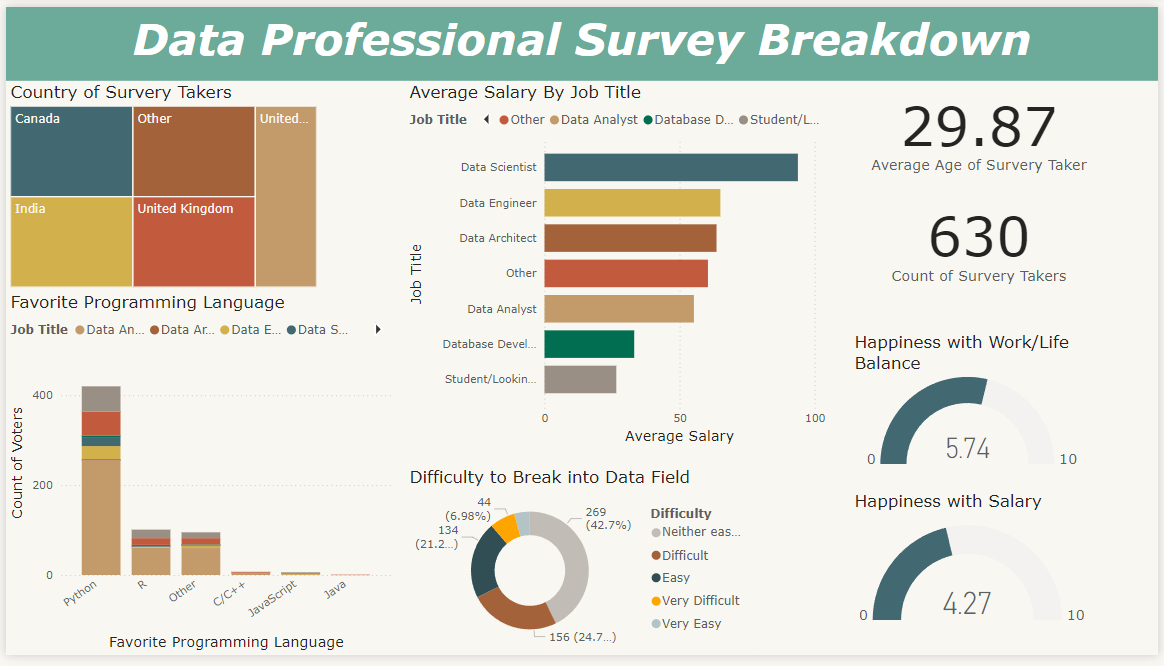 Data Professional Survey Breakdown
Country of Survery Takers
Canada
Other
United...
India
United Kingdom
Favorite Programming Language
Job Title Data An... Data Ar... Data E... Data S...
Count of Voters
400
200
0
Python
R
Other
C/C++
JavaScript
Java
Favorite Programming Language
Average Salary By Job Title
Job Title Other Data Analyst Database D... Student/L...
Job Title
Data Scientist
Data Engineer
Data Architect
Other
Data Analyst
Database Devel...
Student/Lookin...
0 50 100
Average Salary
Difficulty to Break into Data Field
44
(6.98%)
134
(21.2...)
269
(42.7%)
156 (24.7...)
Difficulty
Neither eas...
Difficult
Easy
Very Difficult
Very Easy
29.87
Average Age of Survery Taker
630
Count of Survery Takers
Happiness with Work/Life
Balance
5.74
0 10
Happiness with Salary
4.27
0 10